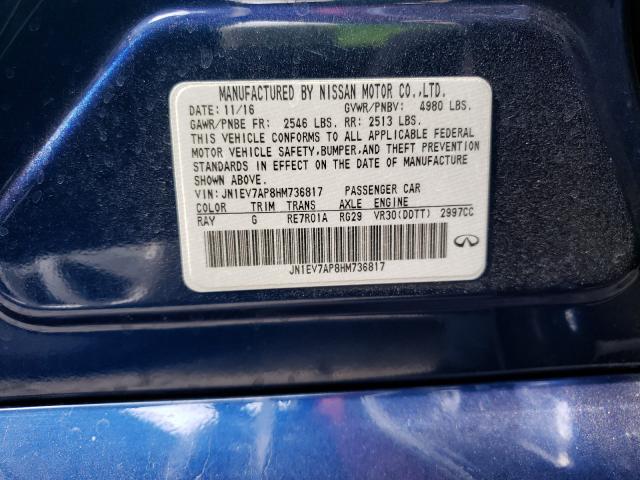 MANUFACTURED BY NISSAN MOTOR CO.,LTD.
DATE: 11/16 GVWR/PNBV: 4980 LBS.
GAWR/PNBE FR: 2546 LBS. RR: 2513 LBS.
THIS VEHICLE CONFORMS TO ALL APPLICABLE FEDERAL
MOTOR VEHICLE SAFETY, BUMPER, AND THEFT PREVENTION
STANDARDS IN EFFECT ON THE DATE OF MANUFACTURE
SHOWN ABOVE.
VIN: JN1EV7AP8HM736817 PASSENGER CAR
COLOR TRIM TRANS AXLE ENGINE
RAY G RE7R01A RG29 VR30(DDTT) 2997CC
JN1EV7AP8HM736817